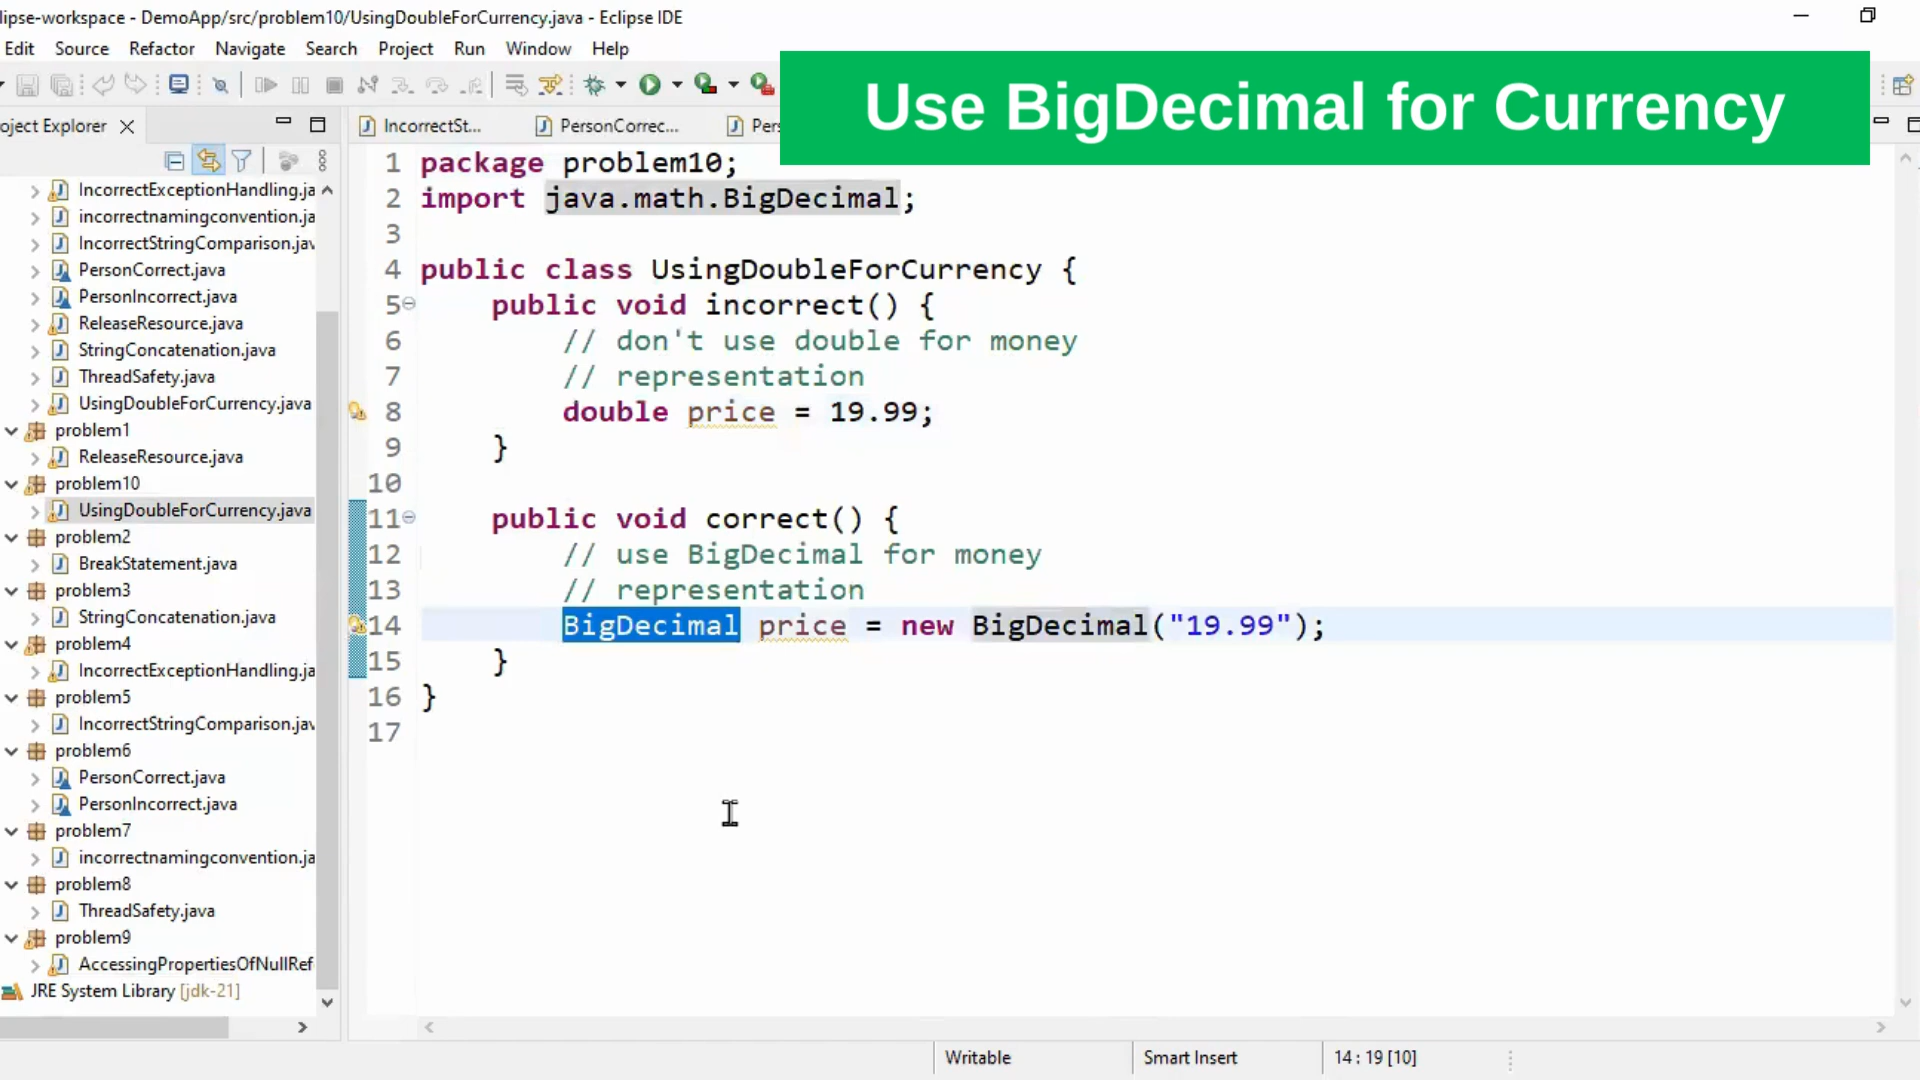 lipse-workspace - DemoApp/src/problem10/UsingDoubleForCurrency.java - Eclipse IDE
Edit Source Refactor Navigate Search Project Run Window Help
Use BigDecimal for Currency
oject Explorer
IncorrectSt...
PersonCorrec...
Per
IncorrectExceptionHandling.ja
incorrectnamingconvention.ja
IncorrectStringComparison.jav
PersonCorrect.java
PersonIncorrect.java
ReleaseResource.java
StringConcatenation.java
ThreadSafety.java
UsingDoubleForCurrency.java
problem1
ReleaseResource.java
problem10
UsingDoubleForCurrency.java
problem2
BreakStatement.java
problem3
StringConcatenation.java
problem4
IncorrectExceptionHandling.ja
problem5
IncorrectStringComparison.jav
problem6
PersonCorrect.java
PersonIncorrect.java
problem7
incorrectnamingconvention.ja
problem8
ThreadSafety.java
problem9
AccessingPropertiesOfNullRef
JRE System Library [jdk-21]
1 package problem10;
2 import java.math.BigDecimal;
3
4 public class UsingDoubleForCurrency {
5 public void incorrect() {
6 // don't use double for money
7 // representation
8 double price = 19.99;
9 }
10
11 public void correct() {
12 // use BigDecimal for money
13 // representation
14 BigDecimal price = new BigDecimal("19.99");
15 }
16 }
17
Writable
Smart Insert
14 : 19 [10]